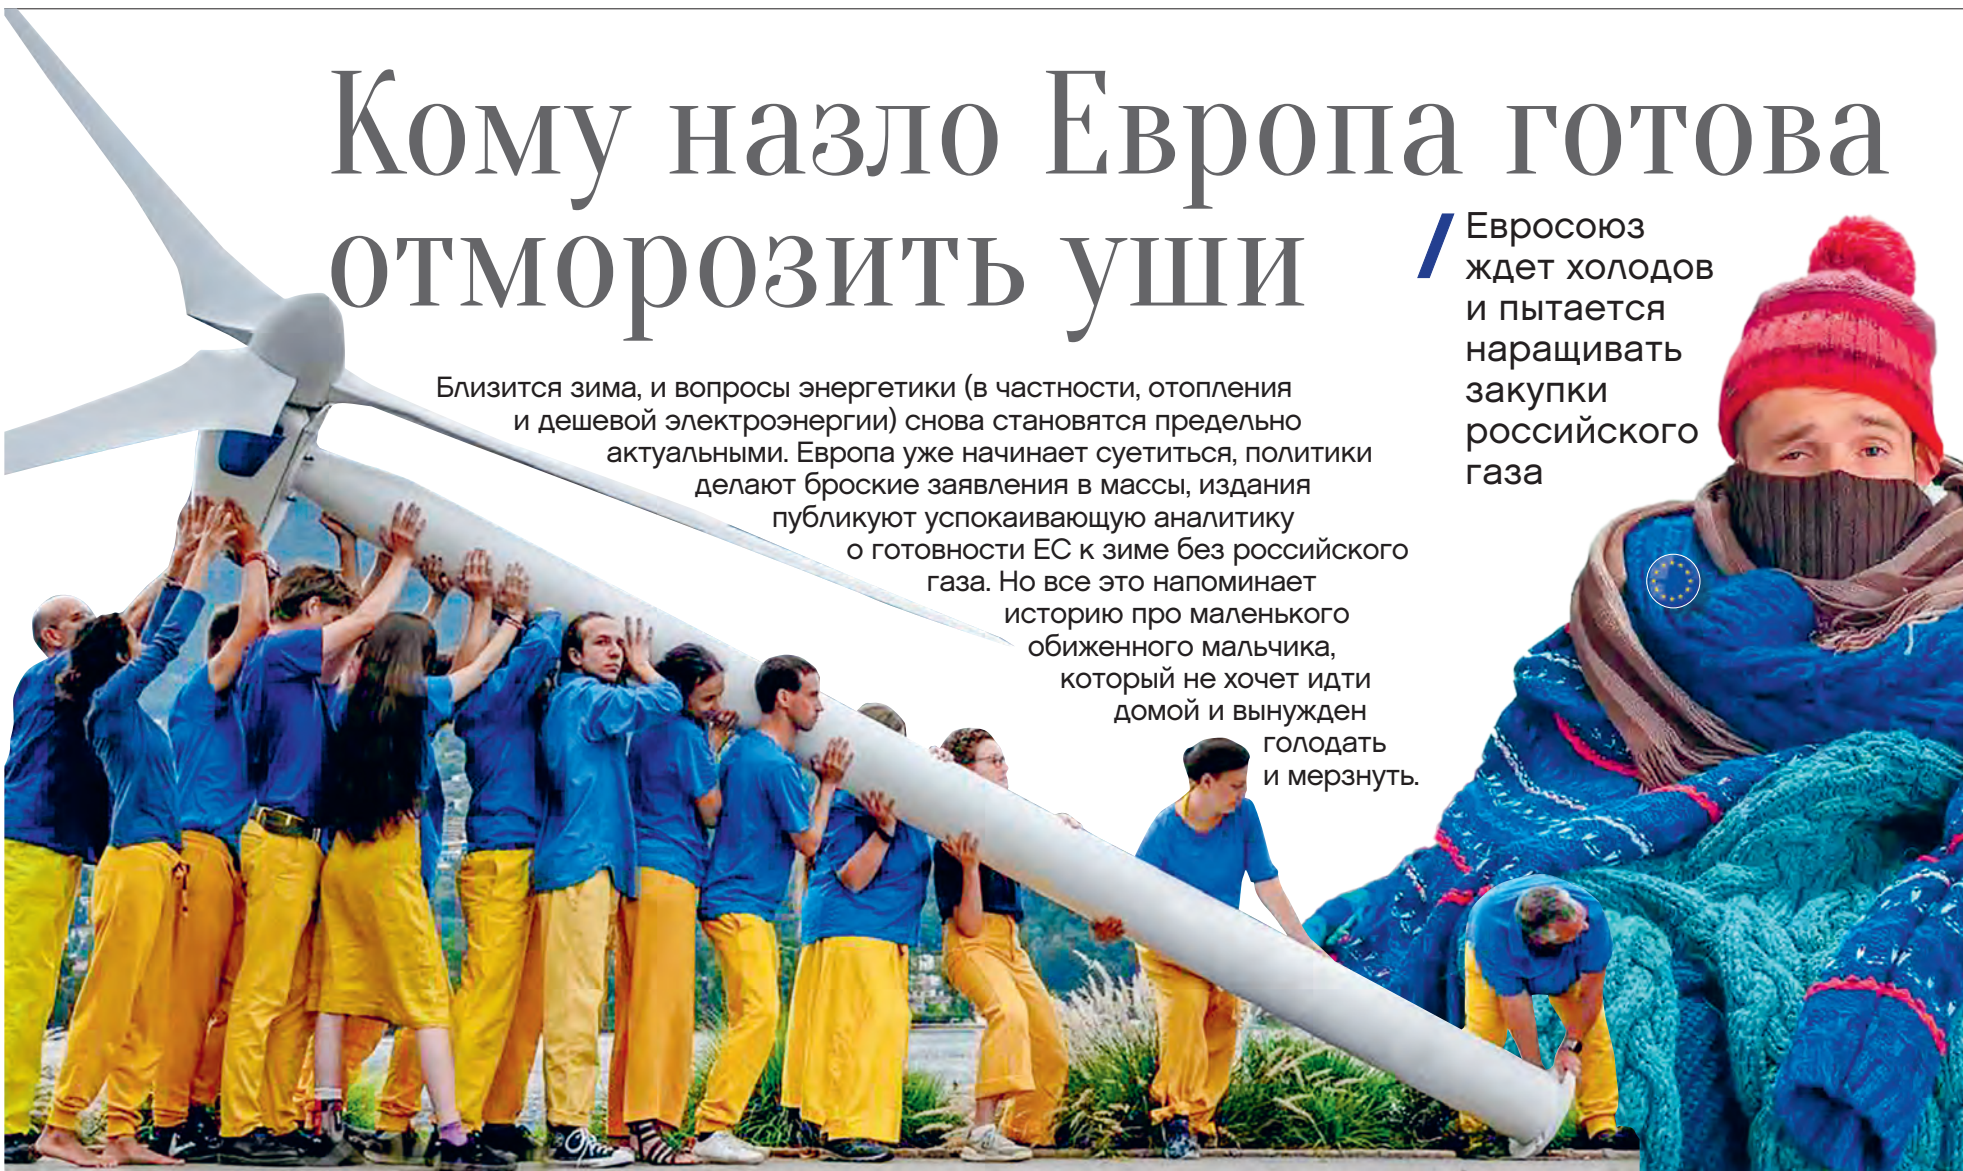 Кому назло Европа готова
отморозить уши
/ Евросоюз
ждет холодов
и пытается
наращивать
закупки
российского
газа
Близится зима, и вопросы энергетики (в частности, отопления
и дешевой электроэнергии) снова становятся предельно
актуальными. Европа уже начинает суетиться, политики
делают броские заявления в массы, издания
публикуют успокаивающую аналитику
о готовности ЕС к зиме без российского
газа. Но все это напоминает
историю про маленького
обиженного мальчика,
который не хочет идти
домой и вынужден
голодать
и мерзнуть.